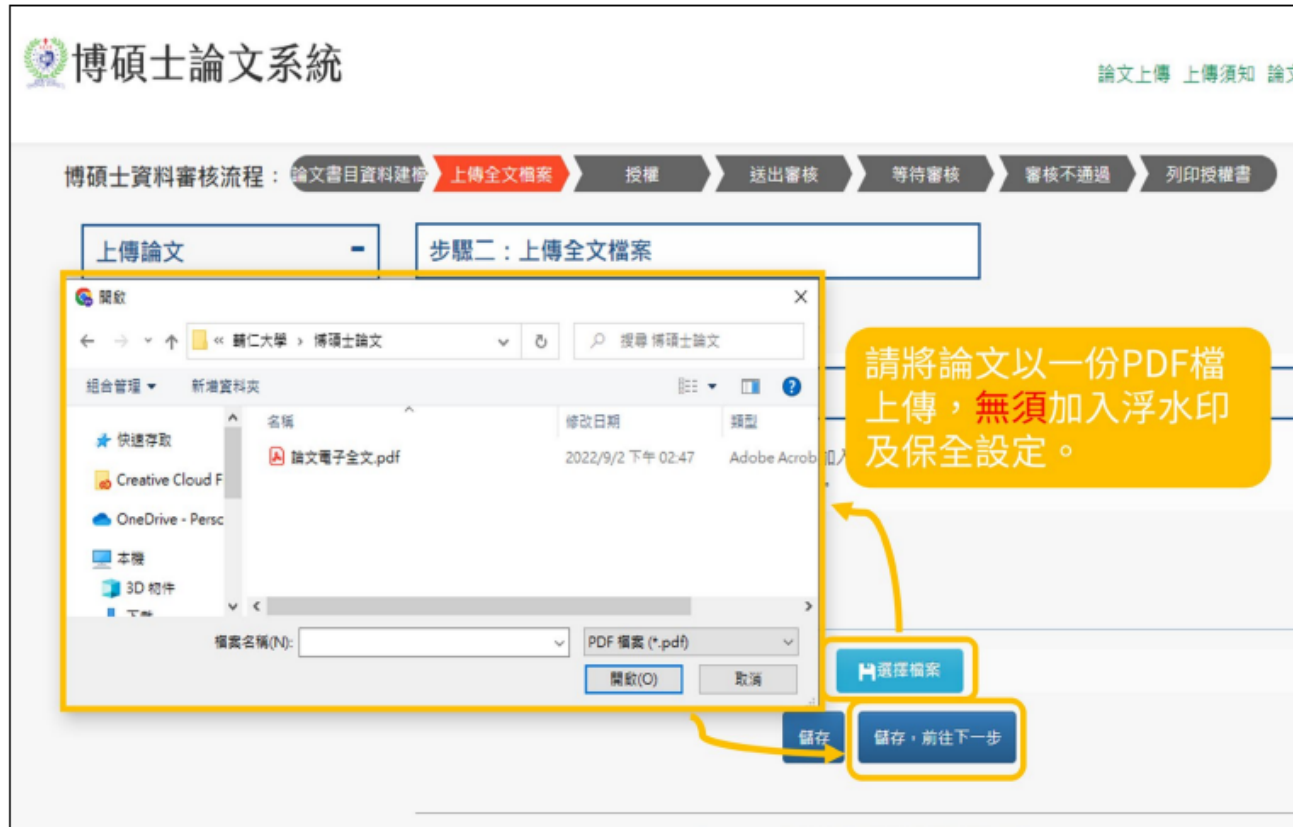 博碩士論文系統
論文上傳 上傳須知
博碩士資料審核流程：
論文書目資料建檔 上傳全文檔案 授權 送出審核 等待審核 審核不通過 列印授權書
上傳論文 −
步驟二：上傳全文檔案
開啟
« 輔仁大學 › 博碩士論文
搜尋 博碩士論文
組合管理 新增資料夾
名稱 修改日期 類型
快速存取
論文電子全文.pdf 2022/9/2 下午 02:47 Adobe Acrob
Creative Cloud F
OneDrive - Persc
本機
3D 物件
下載
檔案名稱(N):
PDF 檔案 (*.pdf)
開啟(O) 取消
請將論文以一份PDF檔
上傳，無須加入浮水印
及保全設定。
選擇檔案
儲存 儲存，前往下一步